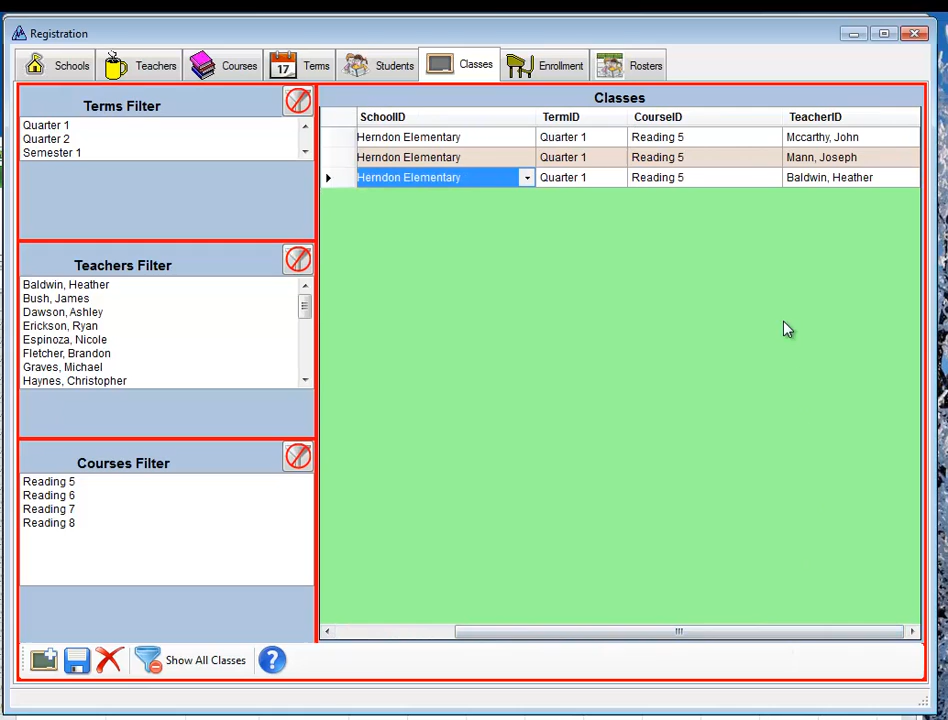 Registration
Schools Teachers Courses 17 Terms Students Classes Enrollment Rosters
Terms Filter
Quarter 1
Quarter 2
Semester 1
Teachers Filter
Baldwin, Heather
Bush, James
Dawson, Ashley
Erickson, Ryan
Espinoza, Nicole
Fletcher, Brandon
Graves, Michael
Haynes, Christopher
Courses Filter
Reading 5
Reading 6
Reading 7
Reading 8
Classes
SchoolID TermID CourseID TeacherID
Herndon Elementary Quarter 1 Reading 5 Mccarthy, John
Herndon Elementary Quarter 1 Reading 5 Mann, Joseph
Herndon Elementary Quarter 1 Reading 5 Baldwin, Heather
Show All Classes ?